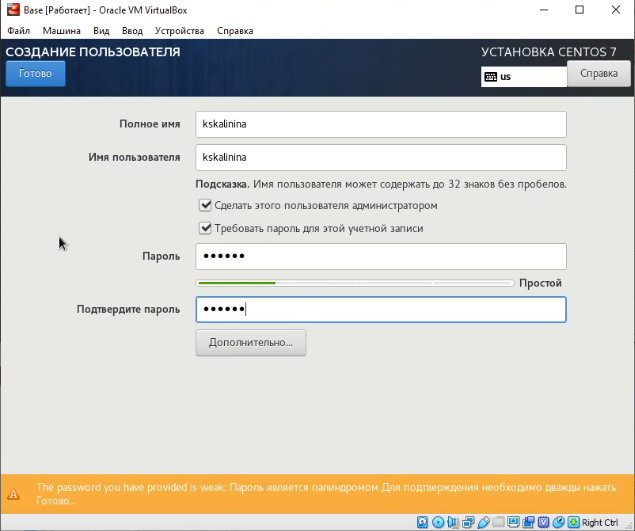 Base [Работает] - Oracle VM VirtualBox
Файл Машина Вид Ввод Устройства Справка
СОЗДАНИЕ ПОЛЬЗОВАТЕЛЯ
УСТАНОВКА CENTOS 7
Готово
us
Справка
Полное имя kskalinina
Имя пользователя kskalinina
Подсказка. Имя пользователя может содержать до 32 знаков без пробелов.
Сделать этого пользователя администратором
Требовать пароль для этой учетной записи
Пароль ●●●●●●
Простой
Подтвердите пароль ●●●●●●
Дополнительно...
The password you have provided is weak: Пароль является палиндромом Для подтверждения необходимо дважды нажать
Готово..
Right Ctrl